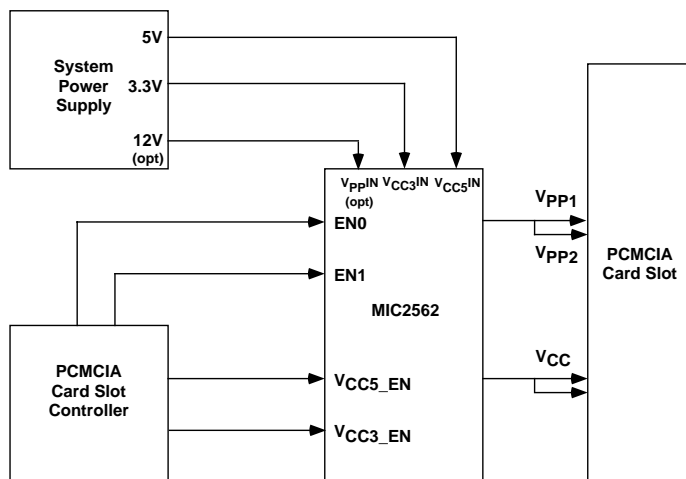 System
Power
Supply
5V
3.3V
12V
(opt)
VPPIN VCC3IN VCC5IN
(opt)
EN0
EN1
MIC2562
VCC5_EN
VCC3_EN
PCMCIA
Card Slot
Controller
VPP1
VPP2
VCC
PCMCIA
Card Slot